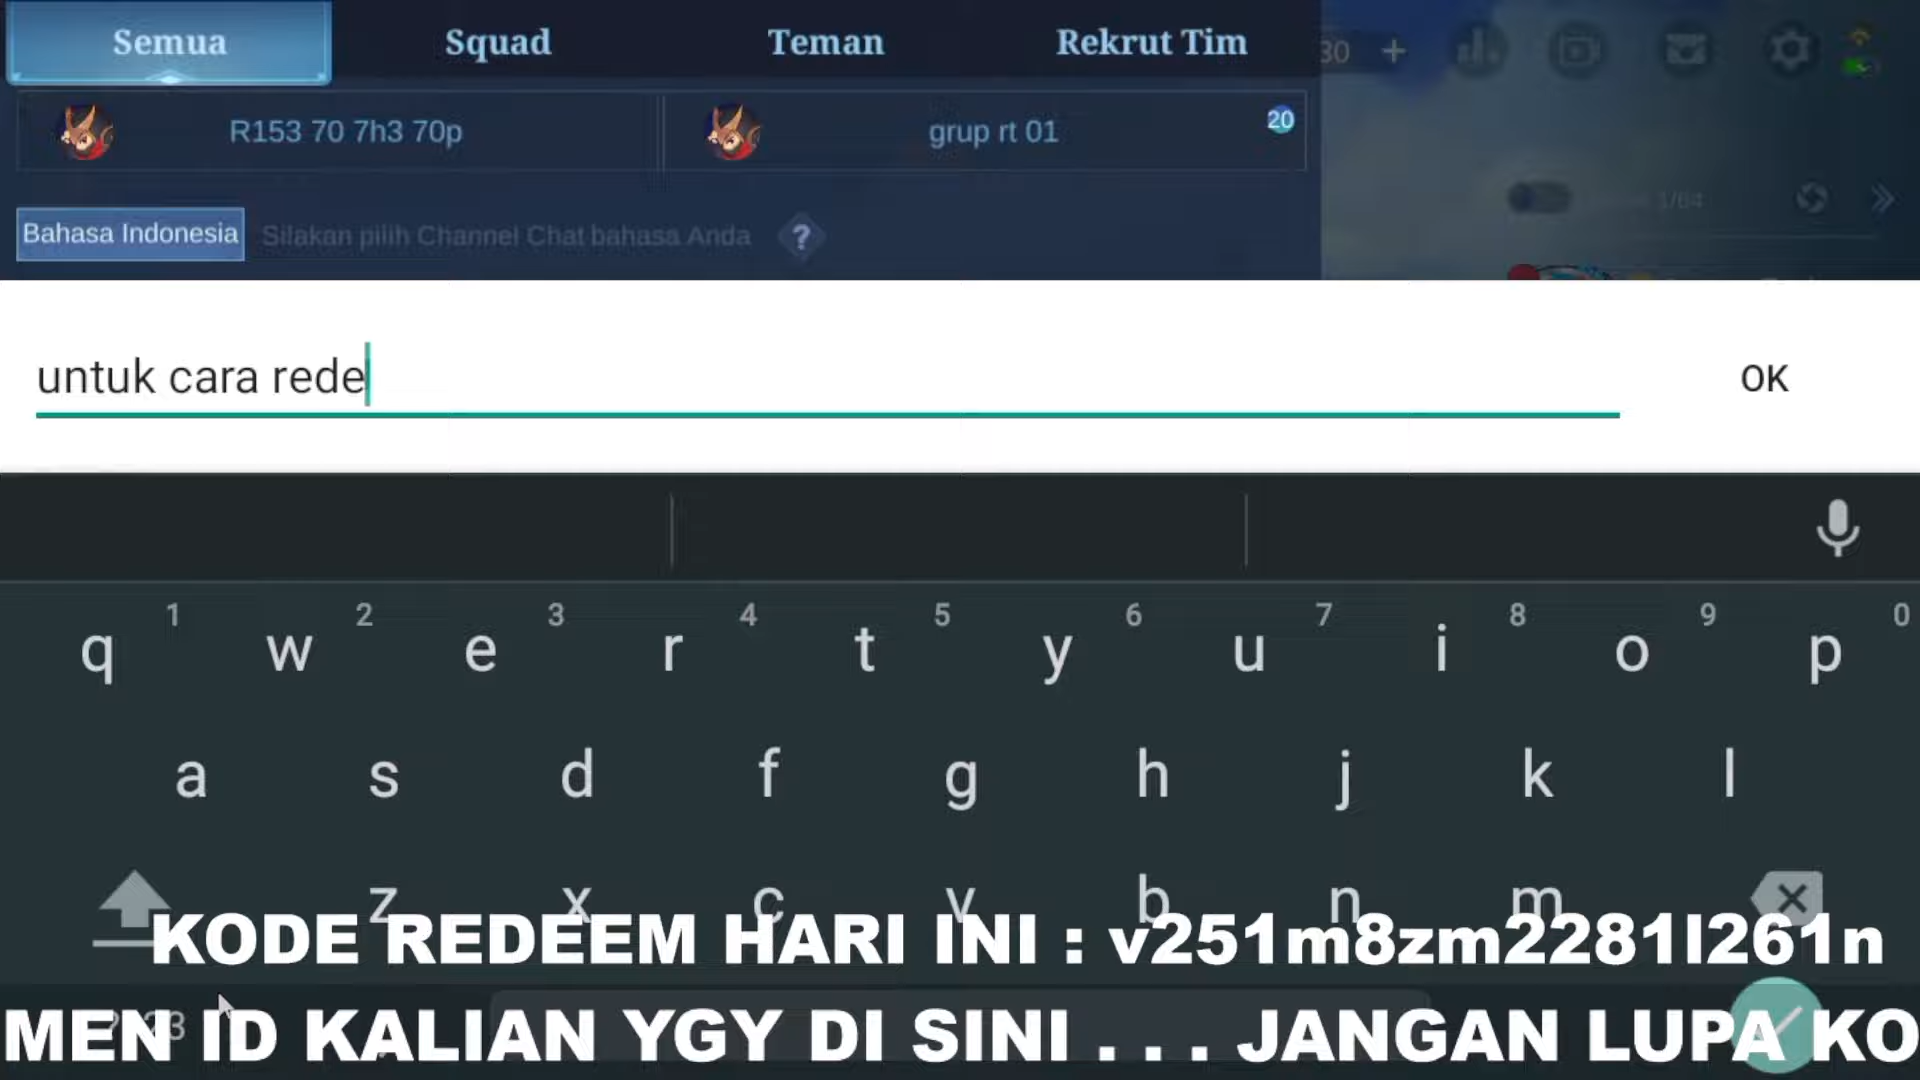 Semua Squad Teman Rekrut Tim 30 +
R153 70 7h3 70p grup rt 01 20
Bahasa Indonesia Silakan pilih Channel Chat bahasa Anda ?
untuk cara rede OK
1 2 3 4 5 6 7 8 9 0
q w e r t y u i o p
a s d f g h j k l
z x c v b n m
KODE REDEEM HARI INI : v251m8zm2281l261n
MEN ID KALIAN YGY DI SINI . . . JANGAN LUPA KO